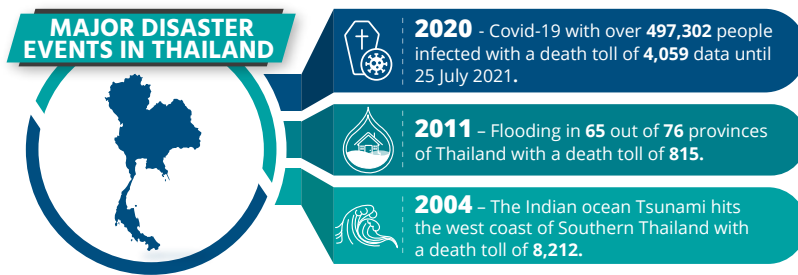 MAJOR DISASTER
EVENTS IN THAILAND
2020 - Covid-19 with over 497,302 people
infected with a death toll of 4,059 data until
25 July 2021.
2011 – Flooding in 65 out of 76 provinces
of Thailand with a death toll of 815.
2004 – The Indian ocean Tsunami hits
the west coast of Southern Thailand with
a death toll of 8,212.